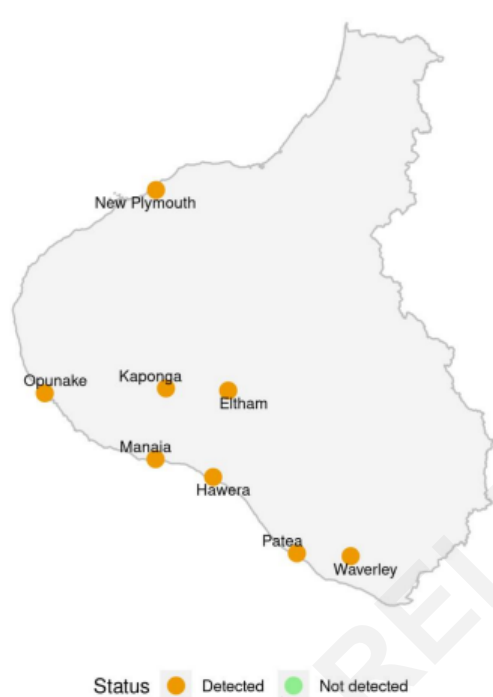 New Plymouth
Opunake
Kaponga
Eltham
Manaia
Hawera
Patea
Waverley
Status Detected Not detected